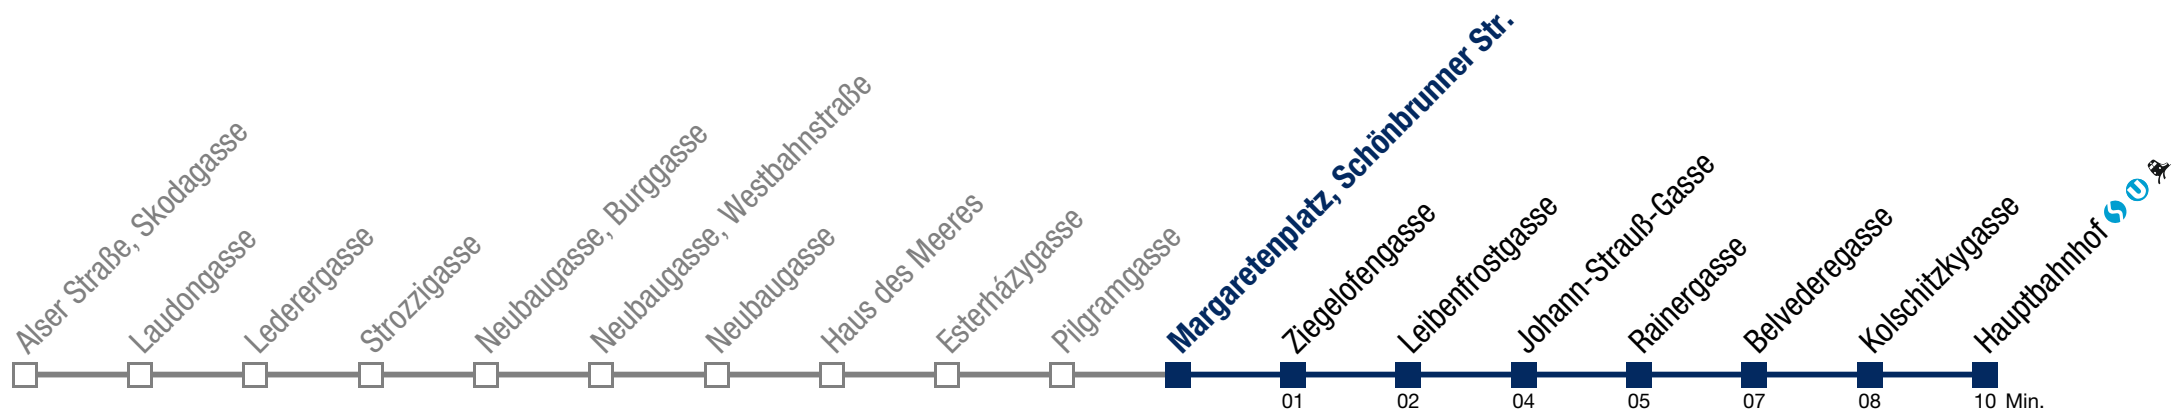 Alser Straße, Skodagasse
Laudongasse
Lederergasse
Strozzigasse
Neubaugasse, Burggasse
Neubaugasse, Westbahnstraße
Neubaugasse
Haus des Meeres
Esterházygasse
Pilgramgasse
Margaretenplatz, Schönbrunner Str.
Ziegelofengasse
Leibenfrostgasse
Johann-Strauß-Gasse
Rainergasse
Belvederegasse
Kolschitzkygasse
Hauptbahnhof S U
01 02 04 05 07 08 10 Min.